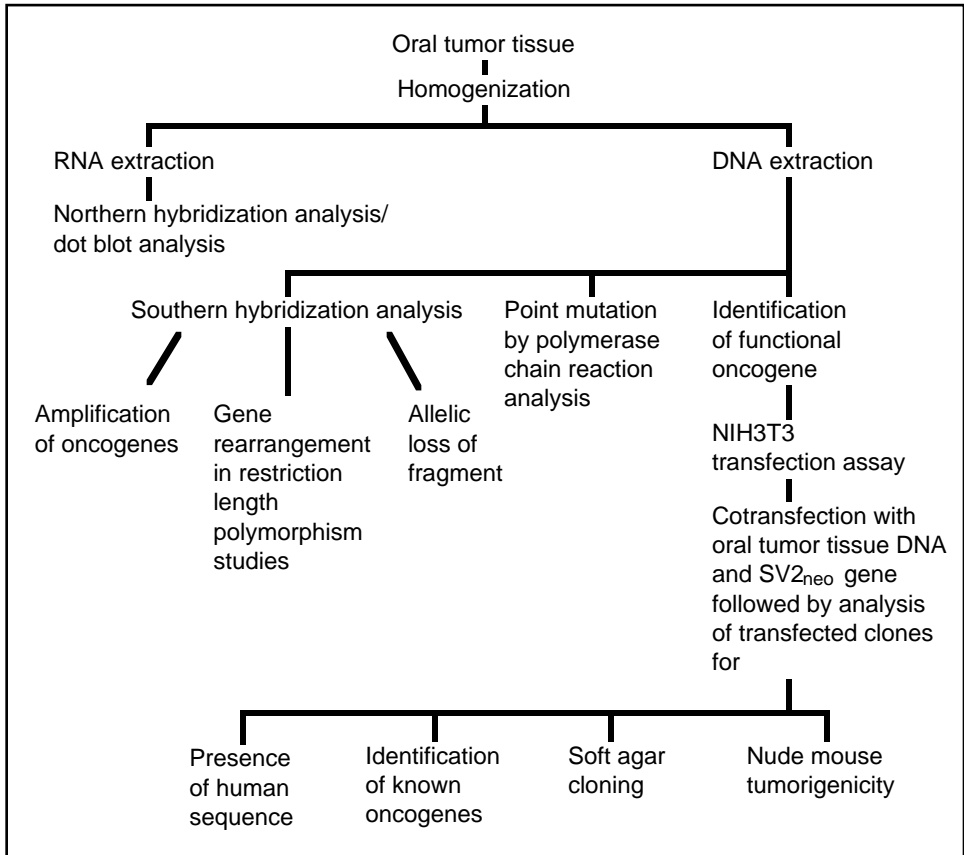 Oral tumor tissue
Homogenization
RNA extraction
DNA extraction
Northern hybridization analysis/
dot blot analysis
Southern hybridization analysis
Point mutation
by polymerase
chain reaction
analysis
Identification
of functional
oncogene
Amplification
of oncogenes
Gene
rearrangement
in restriction
length
polymorphism
studies
Allelic
loss of
fragment
NIH3T3
transfection assay
Cotransfection with
oral tumor tissue DNA
and SV2neo gene
followed by analysis
of transfected clones
for
Presence
of human
sequence
Identification
of known
oncogenes
Soft agar
cloning
Nude mouse
tumorigenicity